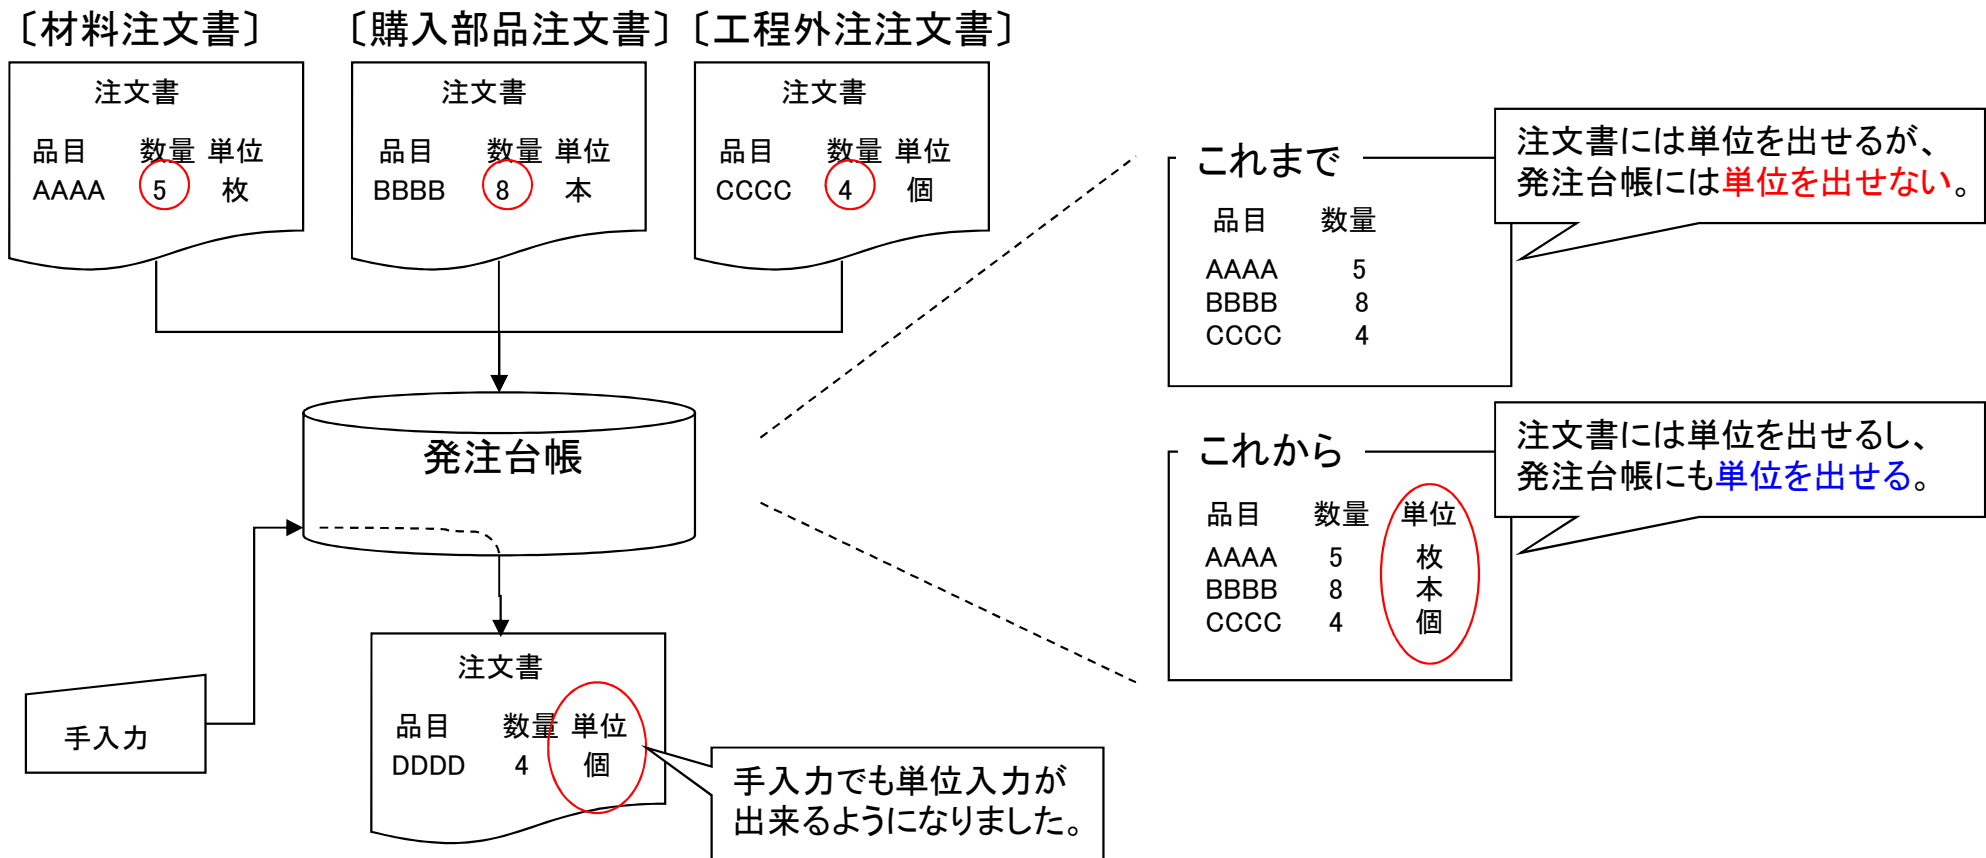 〔材料注文書〕
注文書
品目 数量 単位
AAAA 5 枚
〔購入部品注文書〕
注文書
品目 数量 単位
BBBB 8 本
〔工程外注注文書〕
注文書
品目 数量 単位
CCCC 4 個
発注台帳
手入力
注文書
品目 数量 単位
DDDD 4 個
手入力でも単位入力が
出来るようになりました。
これまで
品目 数量
AAAA 5
BBBB 8
CCCC 4
注文書には単位を出せるが、
発注台帳には単位を出せない。
これから
品目 数量 単位
AAAA 5 枚
BBBB 8 本
CCCC 4 個
注文書には単位を出せるし、
発注台帳にも単位を出せる。